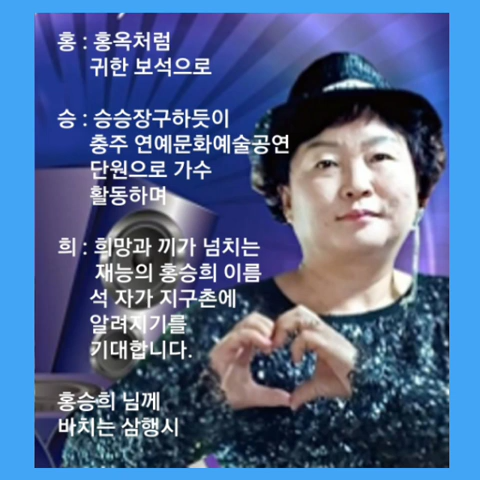 홍 : 홍옥처럼
귀한 보석으로
승 : 승승장구하듯이
충주 연예문화예술공연
단원으로 가수
활동하며
희 : 희망과 끼가 넘치는
재능의 홍승희 이름
석 자가 지구촌에
알려지기를
기대합니다.
홍승희 님께
바치는 삼행시